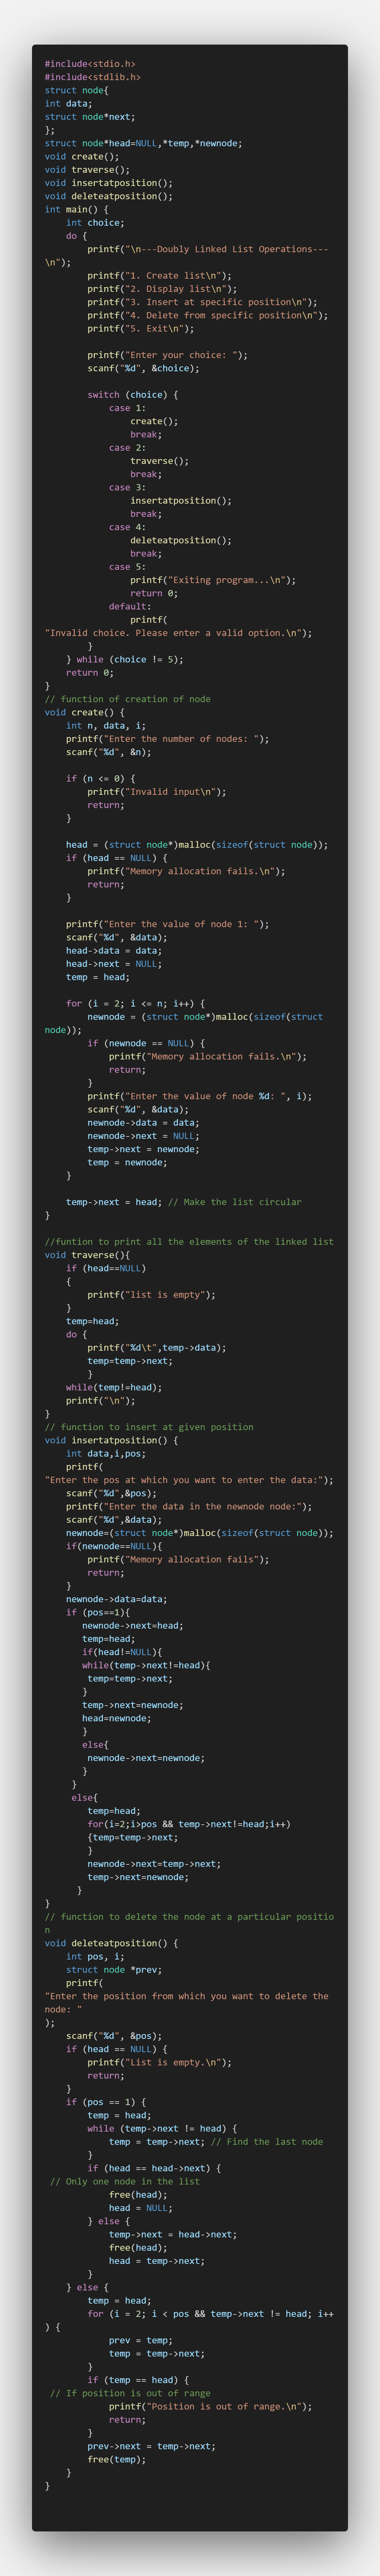 #include<stdio.h>
#include<stdlib.h>
struct node{
int data;
struct node*next;
};
struct node*head=NULL,*temp,*newnode;
void create();
void traverse();
void insertatposition();
void deleteatposition();
int main() {
    int choice;
    do {
        printf("\n---Doubly Linked List Operations---
\n");
        printf("1. Create list\n");
        printf("2. Display list\n");
        printf("3. Insert at specific position\n");
        printf("4. Delete from specific position\n");
        printf("5. Exit\n");

        printf("Enter your choice: ");
        scanf("%d", &choice);

        switch (choice) {
            case 1:
                create();
                break;
            case 2:
                traverse();
                break;
            case 3:
                insertatposition();
                break;
            case 4:
                deleteatposition();
                break;
            case 5:
                printf("Exiting program...\n");
                return 0;
            default:
                printf(
"Invalid choice. Please enter a valid option.\n");
        }
    } while (choice != 5);
    return 0;
}
// function of creation of node
void create() {
    int n, data, i;
    printf("Enter the number of nodes: ");
    scanf("%d", &n);

    if (n <= 0) {
        printf("Invalid input\n");
        return;
    }

    head = (struct node*)malloc(sizeof(struct node));
    if (head == NULL) {
        printf("Memory allocation fails.\n");
        return;
    }

    printf("Enter the value of node 1: ");
    scanf("%d", &data);
    head->data = data;
    head->next = NULL;
    temp = head;

    for (i = 2; i <= n; i++) {
        newnode = (struct node*)malloc(sizeof(struct
node));
        if (newnode == NULL) {
            printf("Memory allocation fails.\n");
            return;
        }
        printf("Enter the value of node %d: ", i);
        scanf("%d", &data);
        newnode->data = data;
        newnode->next = NULL;
        temp->next = newnode;
        temp = newnode;
    }

    temp->next = head; // Make the list circular
}

//funtion to print all the elements of the linked list
void traverse(){
    if (head==NULL)
    {
        printf("list is empty");
    }
    temp=head;
    do {
        printf("%d\t",temp->data);
        temp=temp->next;
        }
    while(temp!=head);
    printf("\n");
}
// function to insert at given position
void insertatposition() {
    int data,i,pos;
    printf(
"Enter the pos at which you want to enter the data:");
    scanf("%d",&pos);
    printf("Enter the data in the newnode node:");
    scanf("%d",&data);
    newnode=(struct node*)malloc(sizeof(struct node));
    if(newnode==NULL){
        printf("Memory allocation fails");
        return;
    }
    newnode->data=data;
    if (pos==1){
       newnode->next=head;
       temp=head;
       if(head!=NULL){
       while(temp->next!=head){
        temp=temp->next;
       }
       temp->next=newnode;
       head=newnode;
       }
       else{
        newnode->next=newnode;
       }
     }
     else{
        temp=head;
        for(i=2;i>pos && temp->next!=head;i++)
        {temp=temp->next;
        }
        newnode->next=temp->next;
        temp->next=newnode;
      }
}
// function to delete the node at a particular positio
n
void deleteatposition() {
    int pos, i;
    struct node *prev;
    printf(
"Enter the position from which you want to delete the
node: "
);
    scanf("%d", &pos);
    if (head == NULL) {
        printf("List is empty.\n");
        return;
    }
    if (pos == 1) {
        temp = head;
        while (temp->next != head) {
            temp = temp->next; // Find the last node
        }
        if (head == head->next) {
 // Only one node in the list
            free(head);
            head = NULL;
        } else {
            temp->next = head->next;
            free(head);
            head = temp->next;
        }
    } else {
        temp = head;
        for (i = 2; i < pos && temp->next != head; i++
) {
            prev = temp;
            temp = temp->next;
        }
        if (temp == head) {
 // If position is out of range
            printf("Position is out of range.\n");
            return;
        }
        prev->next = temp->next;
        free(temp);
    }
}